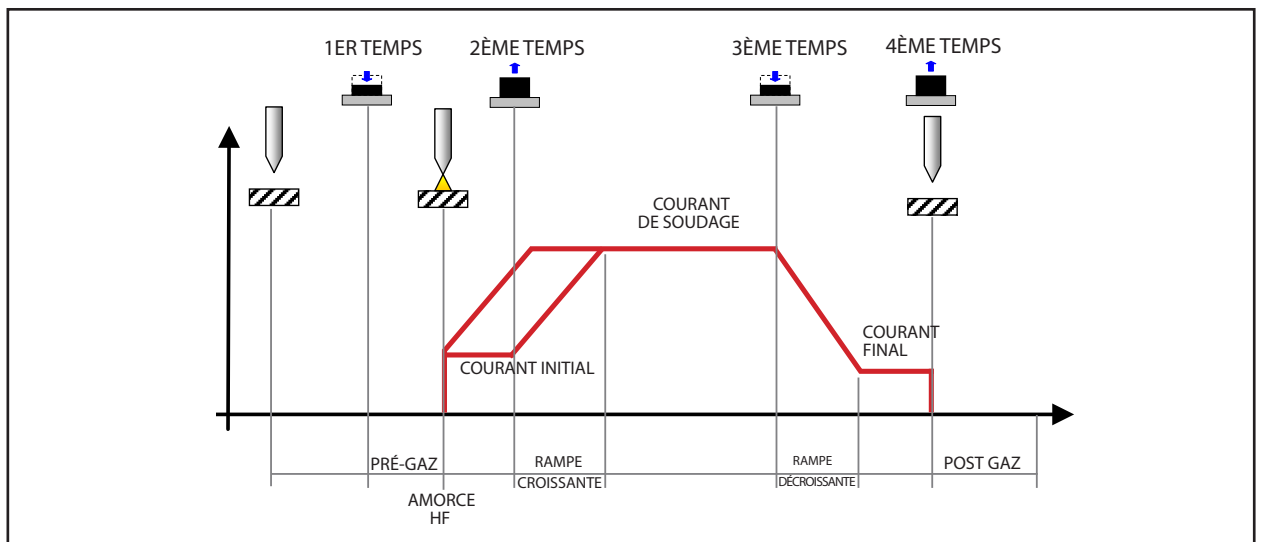 1ER TEMPS
2ÈME TEMPS
3ÈME TEMPS
4ÈME TEMPS
COURANT
DE SOUDAGE
COURANT
FINAL
COURANT INITIAL
PRÉ-GAZ
RAMPE
CROISSANTE
RAMPE
DÉCROISSANTE
POST GAZ
AMORCE
HF